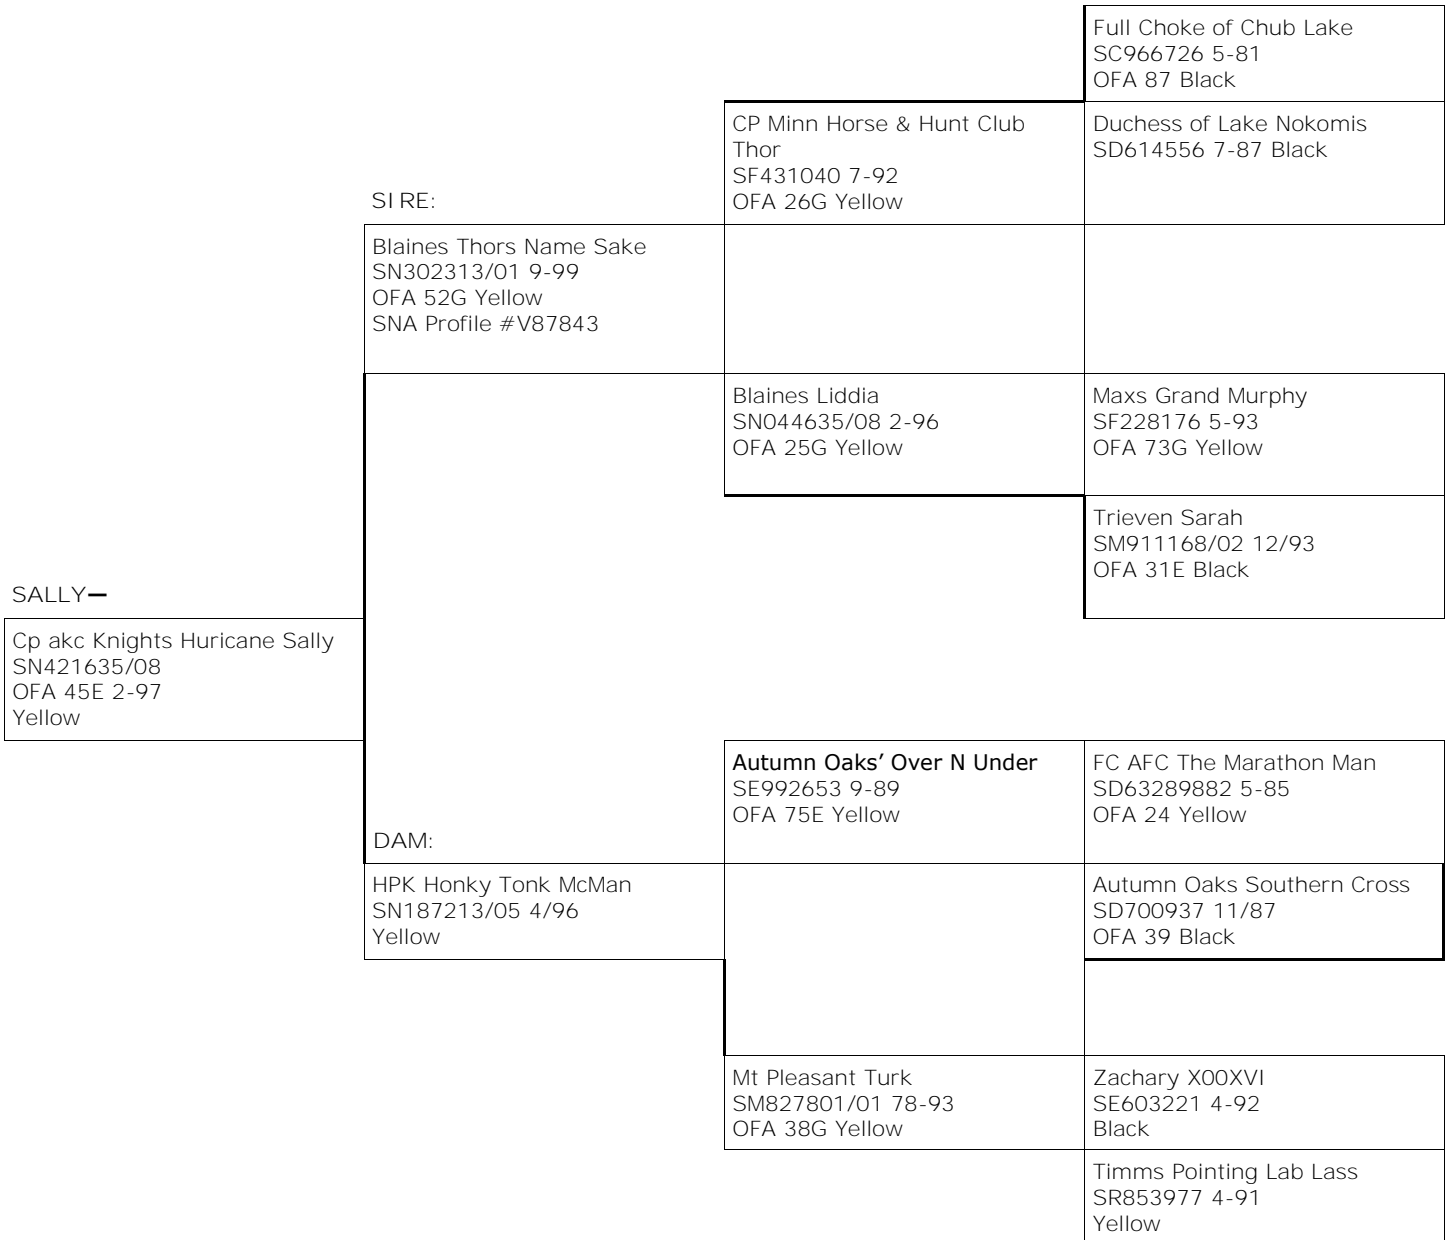 Full Choke of Chub Lake
SC966726 5-81
OFA 87 Black
CP Minn Horse & Hunt Club
Thor
SF431040 7-92
OFA 26G Yellow
Duchess of Lake Nokomis
SD614556 7-87 Black
SIRE:
Blaines Thors Name Sake
SN302313/01 9-99
OFA 52G Yellow
SNA Profile #V87843
Blaines Liddia
SN044635/08 2-96
OFA 25G Yellow
Maxs Grand Murphy
SF228176 5-93
OFA 73G Yellow
Trieven Sarah
SM911168/02 12/93
OFA 31E Black
SALLY—
Cp akc Knights Huricane Sally
SN421635/08
OFA 45E 2-97
Yellow
Autumn Oaks’ Over N Under
SE992653 9-89
OFA 75E Yellow
FC AFC The Marathon Man
SD63289882 5-85
OFA 24 Yellow
DAM:
HPK Honky Tonk McMan
SN187213/05 4/96
Yellow
Autumn Oaks Southern Cross
SD700937 11/87
OFA 39 Black
Mt Pleasant Turk
SM827801/01 78-93
OFA 38G Yellow
Zachary X00XVI
SE603221 4-92
Black
Timms Pointing Lab Lass
SR853977 4-91
Yellow